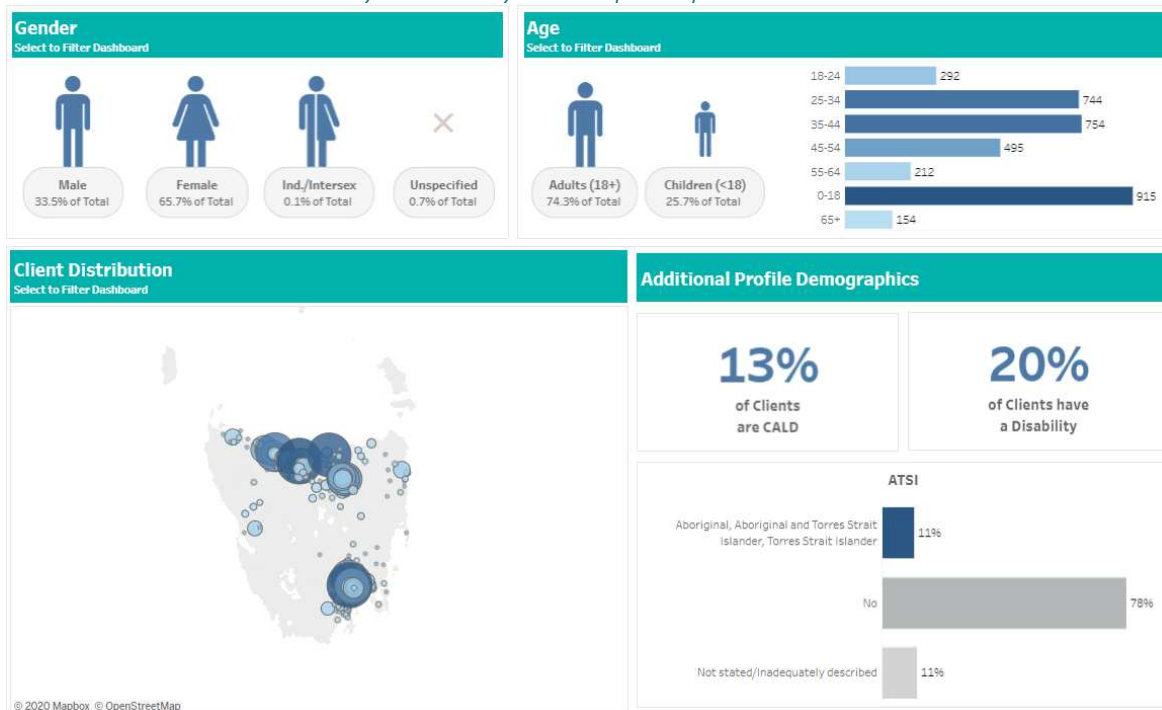 Gender
Select to Filter Dashboard
Male
33.5% of Total
Female
65.7% of Total
Ind./Intersex
0.1% of Total
Unspecified
0.7% of Total
Age
Select to Filter Dashboard
Adults (18+)
74.3% of Total
Children (<18)
25.7% of Total
18-24 292
25-34 744
35-44 754
45-54 495
55-64 212
0-18 915
65+ 154
Client Distribution
Select to Filter Dashboard
© 2020 Mapbox © OpenStreetMap
Additional Profile Demographics
13%
of Clients
are CALD
20%
of Clients have
a Disability
ATSI
Aboriginal, Aboriginal and Torres Strait
Islander, Torres Strait Islander
11%
No 78%
Not stated/Inadequately described 11%